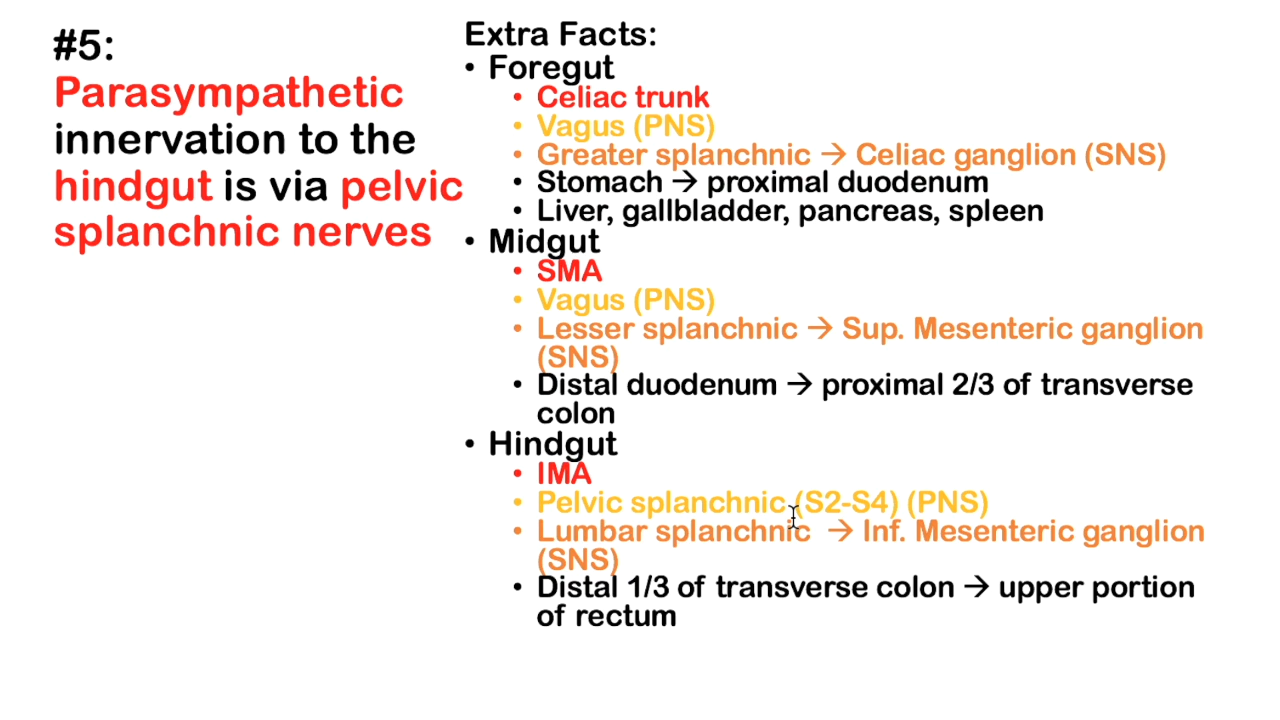 #5:
Parasympathetic
innervation to the
hindgut is via pelvic
splanchnic nerves
Extra Facts:
• Foregut
• Celiac trunk
• Vagus (PNS)
• Greater splanchnic → Celiac ganglion (SNS)
• Stomach → proximal duodenum
• Liver, gallbladder, pancreas, spleen
• Midgut
• SMA
• Vagus (PNS)
• Lesser splanchnic → Sup. Mesenteric ganglion
(SNS)
• Distal duodenum → proximal 2/3 of transverse
colon
• Hindgut
• IMA
• Pelvic splanchnic (S2-S4) (PNS)
• Lumbar splanchnic → Inf. Mesenteric ganglion
(SNS)
• Distal 1/3 of transverse colon → upper portion
of rectum